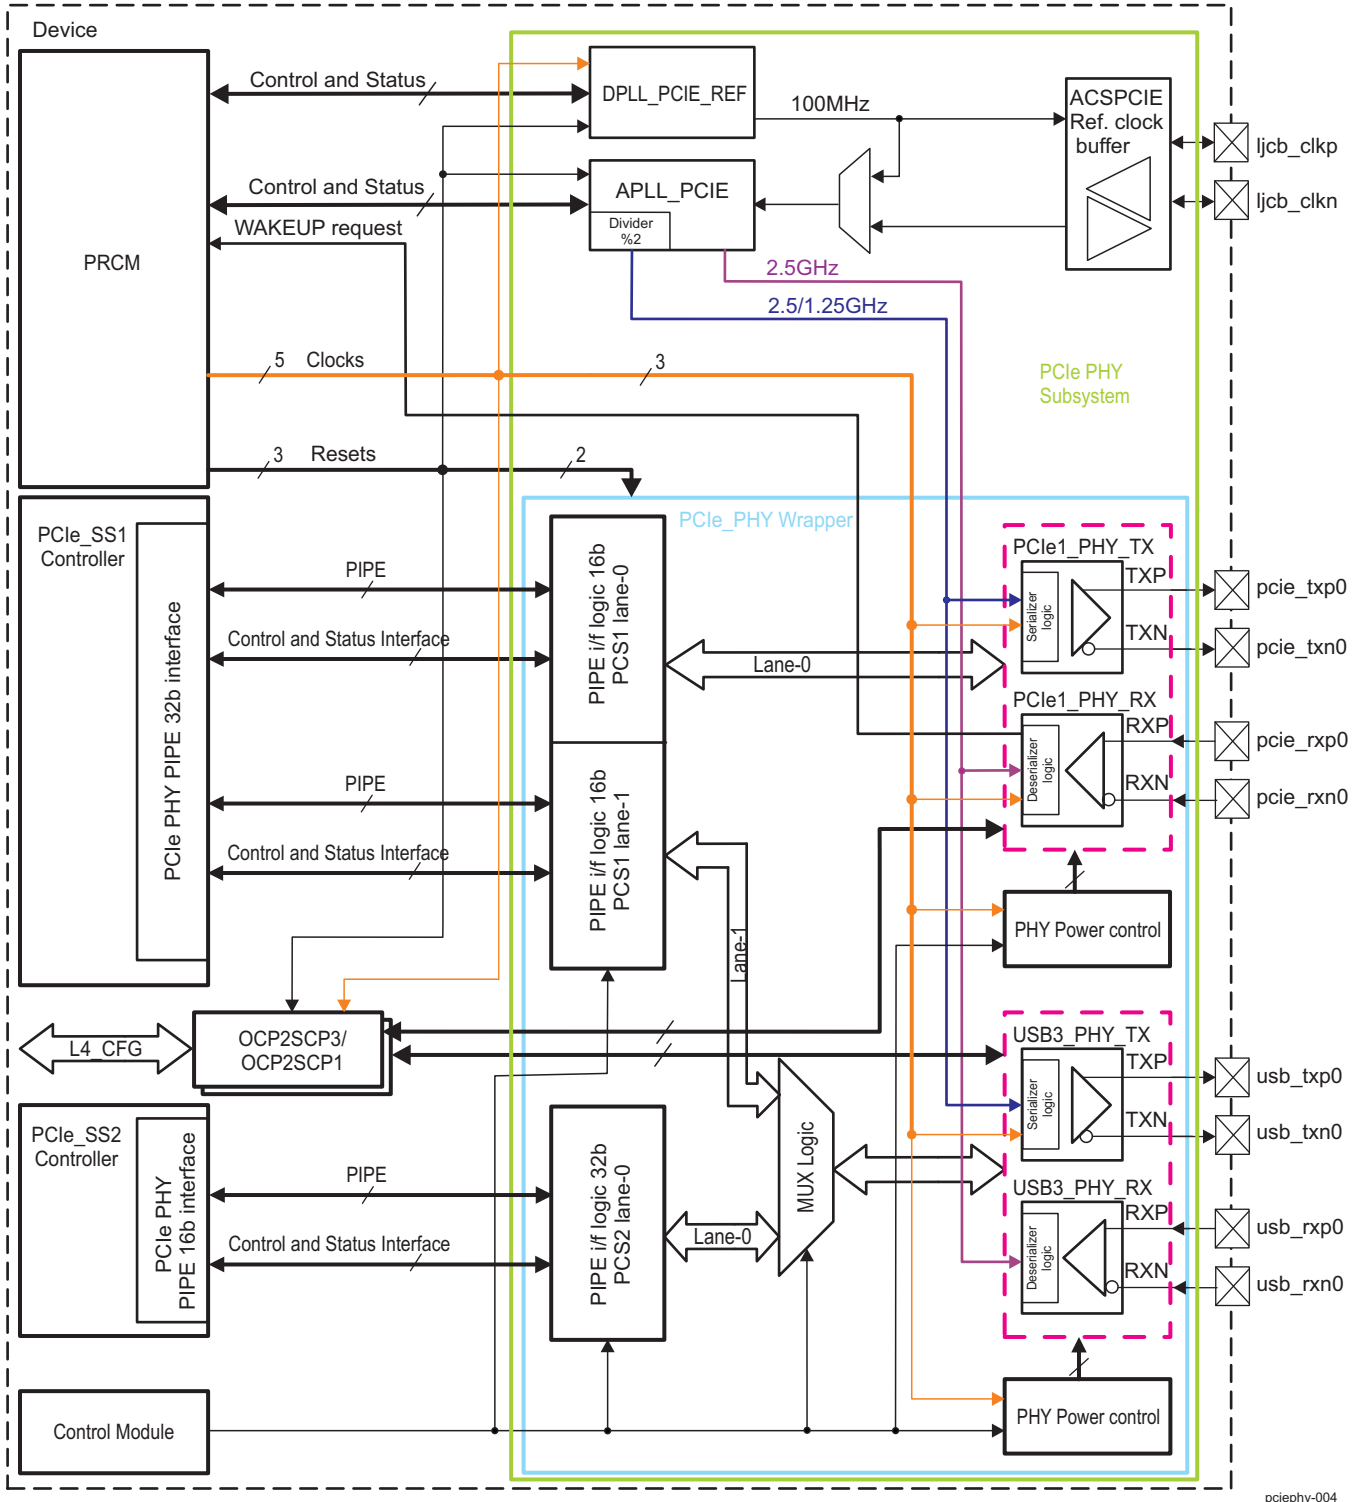 Device
PRCM
Control and Status
DPLL_PCIE_REF
100MHz
ACSPCIE
Ref. clock
buffer
ljcb_clkp
ljcb_clkn
Control and Status
APLL_PCIE
Divider
%2
WAKEUP request
2.5GHz
2.5/1.25GHz
5 Clocks
3
PCIe PHY
Subsystem
3 Resets
2
PCIe_PHY Wrapper
PCIe_SS1
Controller
PCIe PHY PIPE 32b interface
PIPE
Control and Status Interface
PIPE i/f logic 16b
PCS1 lane-0
Lane-0
PCIe1_PHY_TX
Serializer
logic
TXP
TXN
pcie_txp0
pcie_txn0
PCIe1_PHY_RX
Deserializer
logic
RXP
RXN
pcie_rxp0
pcie_rxn0
PIPE
Control and Status Interface
PIPE i/f logic 16b
PCS1 lane-1
Lane-1
PHY Power control
L4_CFG
OCP2SCP3/
OCP2SCP1
USB3_PHY_TX
Serializer
logic
TXP
TXN
usb_txp0
usb_txn0
PCIe_SS2
Controller
PCIe PHY
PIPE 16b interface
PIPE
Control and Status Interface
PIPE i/f logic 32b
PCS2 lane-0
Lane-0
MUX Logic
USB3_PHY_RX
Deserializer
logic
RXP
RXN
usb_rxp0
usb_rxn0
Control Module
PHY Power control
pciephy-004